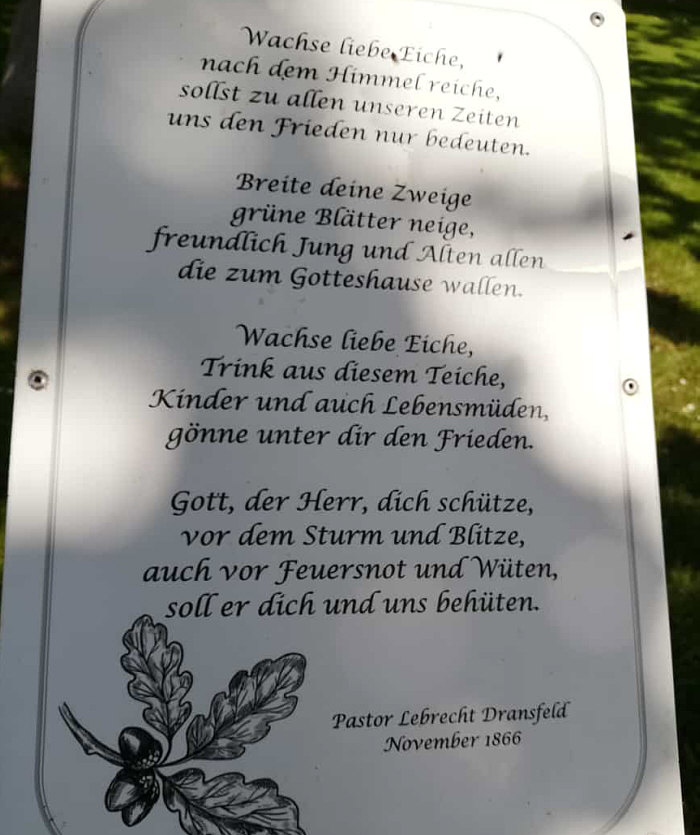 Wachse liebe Eiche,
nach dem Himmel reiche,
sollst zu allen unseren Zeiten
uns den Frieden nur bedeuten.
Breite deine Zweige
grüne Blätter neige,
freundlich Jung und Alten allen
die zum Gotteshause wallen.
Wachse liebe Eiche,
Trink aus diesem Teiche,
Kinder und auch Lebensmüden,
gönne unter dir den Frieden.
Gott, der Herr, dich schütze,
vor dem Sturm und Blitze,
auch vor Feuersnot und Wüten,
soll er dich und uns behüten.
Pastor Lebrecht Dransfeld
November 1866